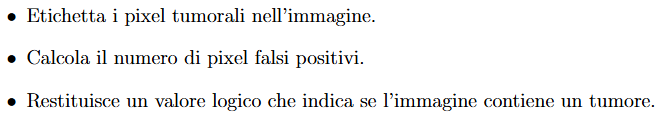 • Etichetta i pixel tumorali nell'immagine.
• Calcola il numero di pixel falsi positivi.
• Restituisce un valore logico che indica se l'immagine contiene un tumore.